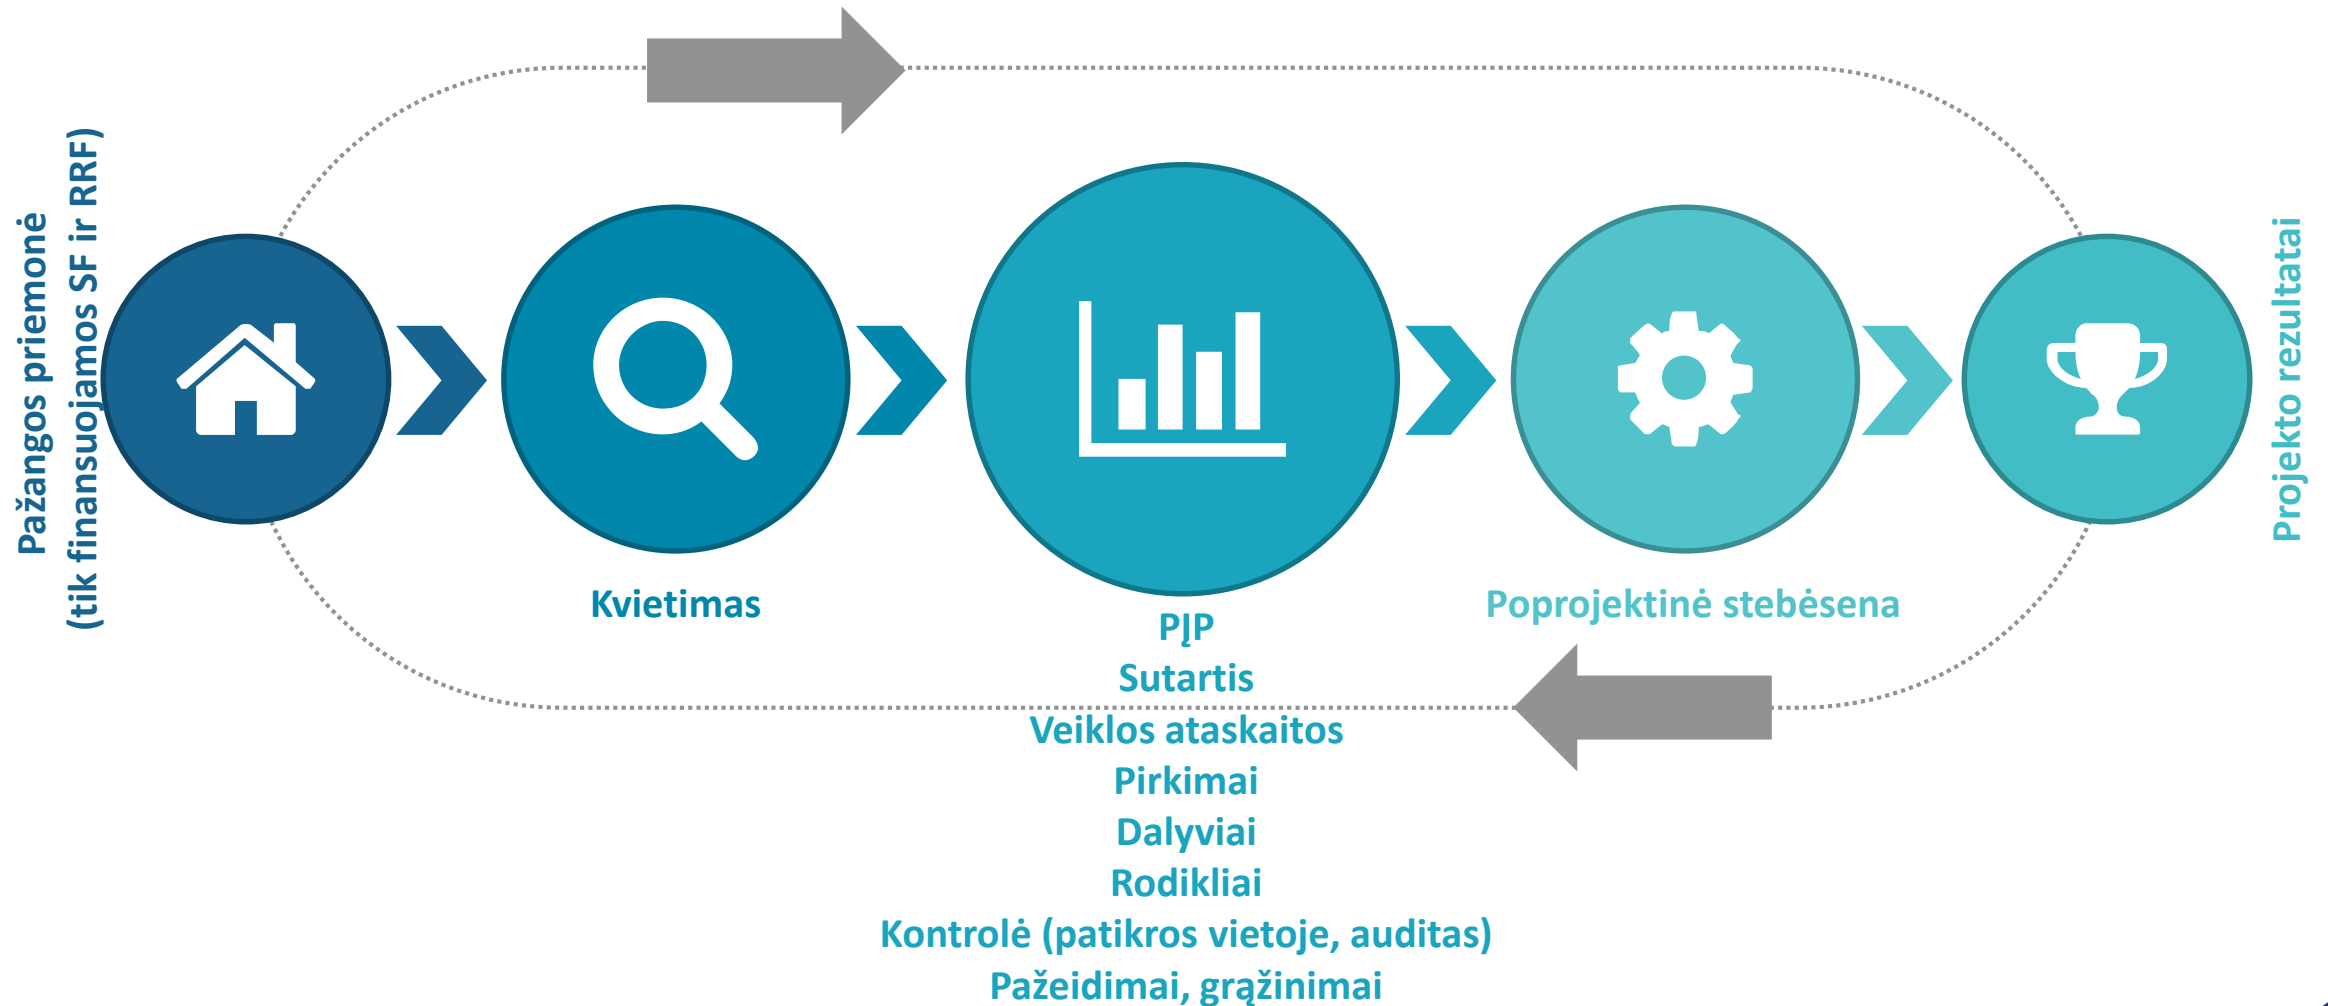 Pažangos priemonė
(tik finansuojamos SF ir RRF)
Kvietimas
PĮP
Sutartis
Veiklos ataskaitos
Pirkimai
Dalyviai
Rodikliai
Kontrolė (patikros vietoje, auditas)
Pažeidimai, grąžinimai
Poprojektinė stebėsena
Projekto rezultatai